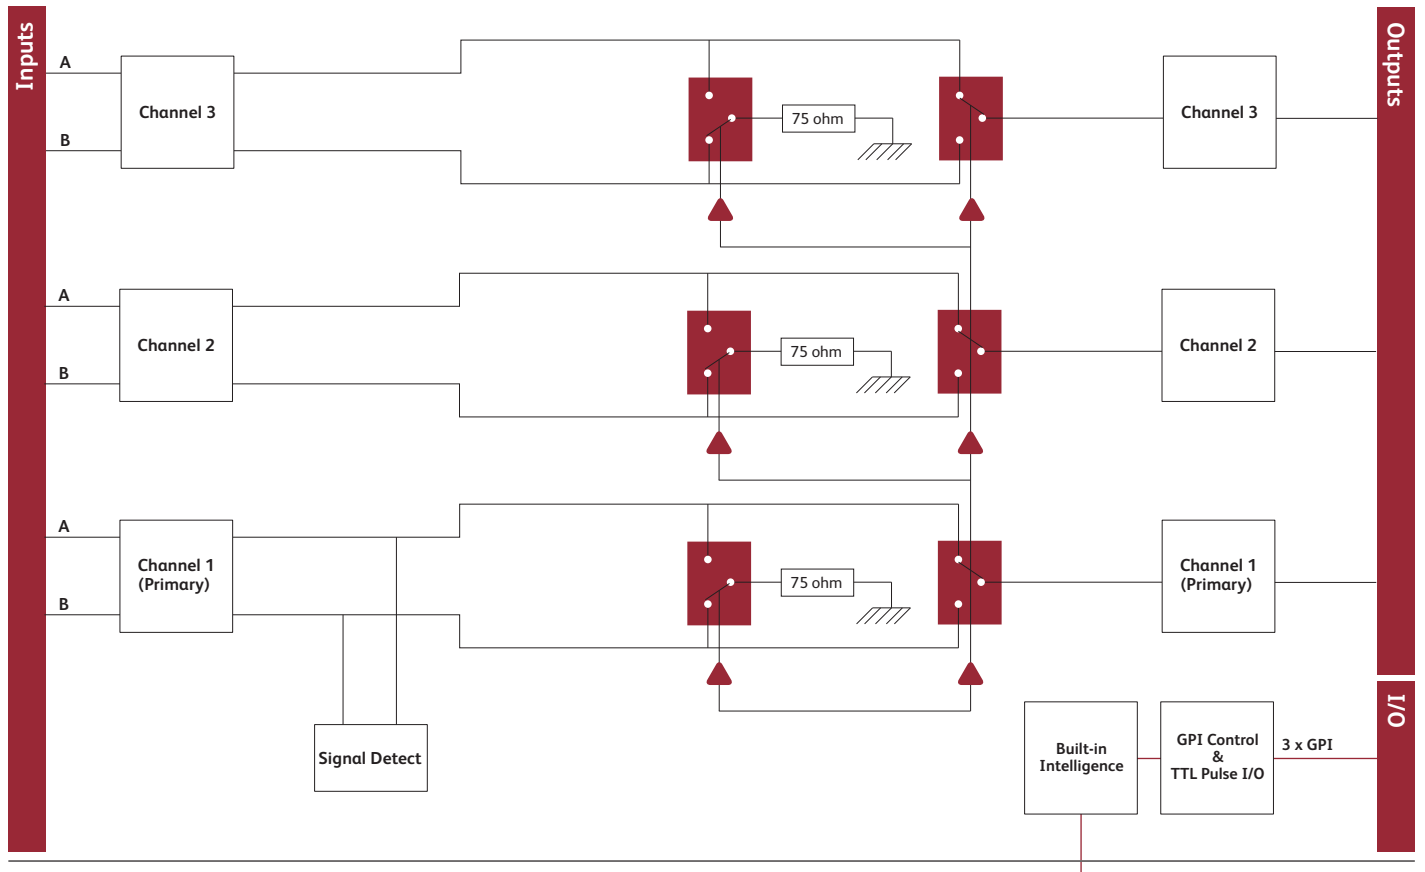 Inputs
Outputs
A
Channel 3
B
75 ohm
Channel 3
A
Channel 2
B
75 ohm
Channel 2
A
Channel 1
(Primary)
B
75 ohm
Channel 1
(Primary)
Signal Detect
Built-in
Intelligence
GPI Control
&
TTL Pulse I/O
3 x GPI
I/O